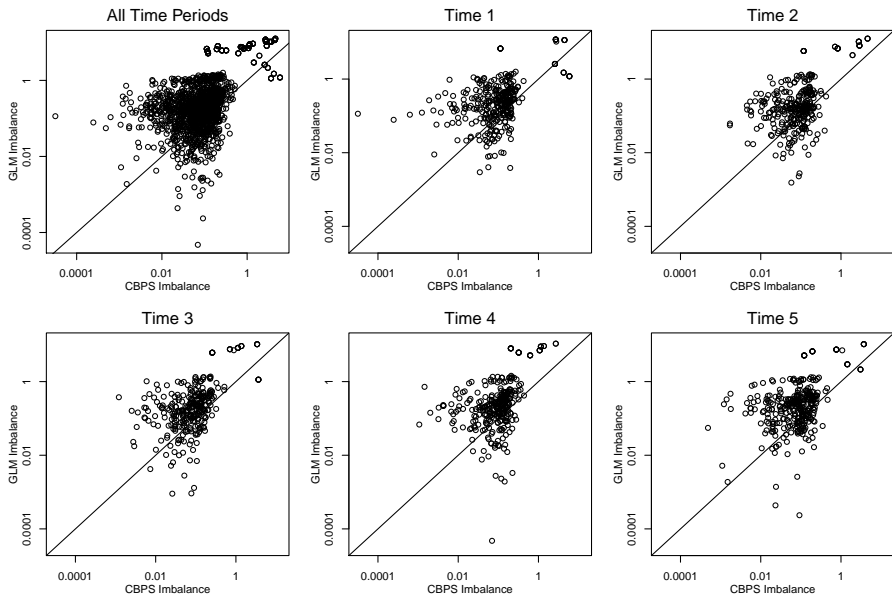 All Time Periods
GLM Imbalance
1
0.01
0.0001
0.0001 0.01 1
CBPS Imbalance
Time 1
GLM Imbalance
1
0.01
0.0001
0.0001 0.01 1
CBPS Imbalance
Time 2
GLM Imbalance
1
0.01
0.0001
0.0001 0.01 1
CBPS Imbalance
Time 3
GLM Imbalance
1
0.01
0.0001
0.0001 0.01 1
CBPS Imbalance
Time 4
GLM Imbalance
1
0.01
0.0001
0.0001 0.01 1
CBPS Imbalance
Time 5
GLM Imbalance
1
0.01
0.0001
0.0001 0.01 1
CBPS Imbalance